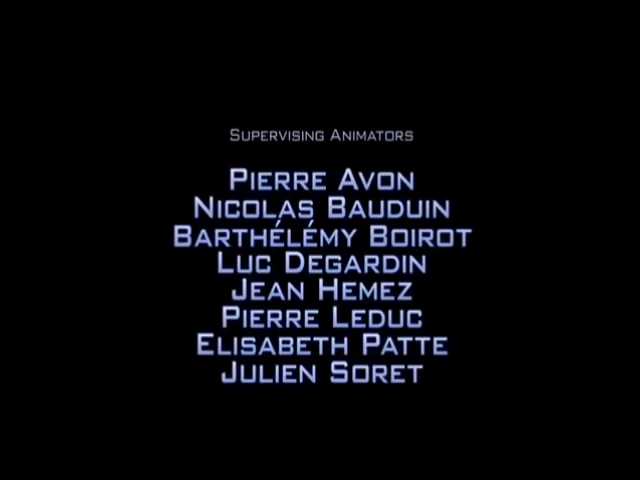 Supervising Animators
Pierre Avon
Nicolas Bauduin
Barthélémy Boirot
Luc Degardin
Jean Hemez
Pierre Leduc
Elisabeth Patte
Julien Soret